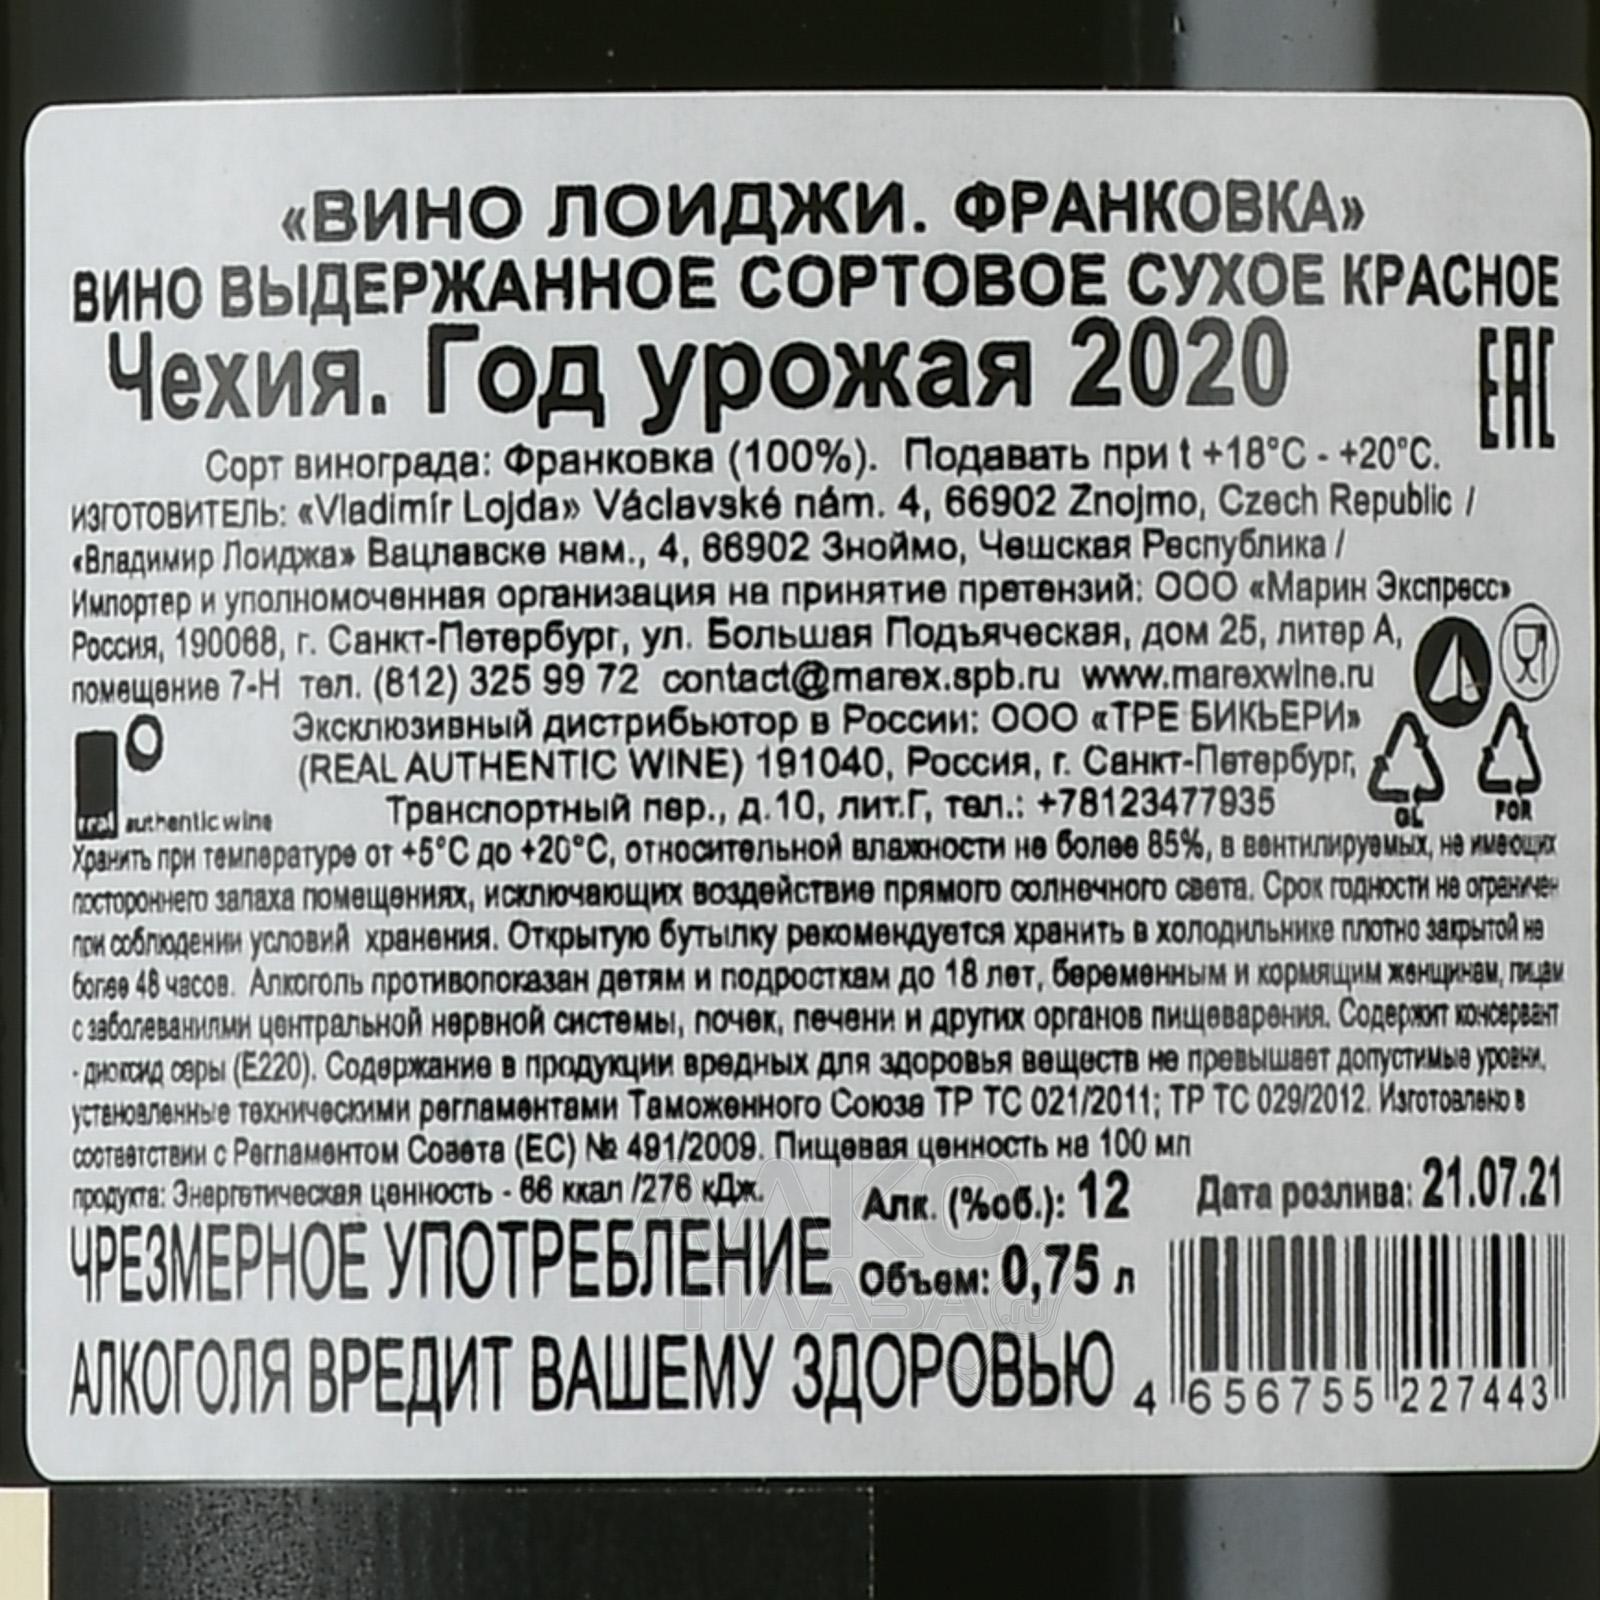 «ВИНО ЛОИДЖИ. ФРАНКОВКА»
ВИНО ВЫДЕРЖАННОЕ СОРТОВОЕ СУХОЕ КРАСНОЕ
Чехия. Год урожая 2020
EAC
Сорт винограда: Франковка (100%). Подавать при t +18°C - +20°C.
ИЗГОТОВИТЕЛЬ: «Vladimír Lojda» Václavské nám. 4, 66902 Znojmo, Czech Republic /
«Владимир Лоиджа» Вацлавске нам., 4, 66902 Зноймо, Чешская Республика /
Импортер и уполномоченная организация на принятие претензий: ООО «Марин Экспресс»
Россия, 190068, г. Санкт-Петербург, ул. Большая Подъяческая, дом 25, литер А,
помещение 7-Н тел. (812) 325 99 72 contact@marex.spb.ru www.marexwine.ru
Эксклюзивный дистрибьютор в России: ООО «ТРЕ БИКЬЕРИ»
(REAL AUTHENTIC WINE) 191040, Россия, г. Санкт-Петербург,
Транспортный пер., д.10, лит.Г, тел.: +78123477935
real authentic wine
GL
FOR
Хранить при температуре от +5°C до +20°C, относительной влажности не более 85%, в вентилируемых, не имеющих
постороннего запаха помещениях, исключающих воздействие прямого солнечного света. Срок годности не ограничен
при соблюдении условий хранения. Открытую бутылку рекомендуется хранить в холодильнике плотно закрытой не
более 48 часов. Алкоголь противопоказан детям и подросткам до 18 лет, беременным и кормящим женщинам, лицам
с заболеваниями центральной нервной системы, почек, печени и других органов пищеварения. Содержит консервант
- диоксид серы (E220). Содержание в продукции вредных для здоровья веществ не превышает допустимые уровни,
установленные техническими регламентами Таможенного Союза ТР ТС 021/2011; ТР ТС 029/2012. Изготовлено в
соответствии с Регламентом Совета (ЕС) № 491/2009. Пищевая ценность на 100 мл
продукта: Энергетическая ценность - 66 ккал /276 кДж.
Алк. (%об.): 12
Дата розлива: 21.07.21
ЧРЕЗМЕРНОЕ УПОТРЕБЛЕНИЕ
Объем: 0,75 л
АЛКОГОЛЯ ВРЕДИТ ВАШЕМУ ЗДОРОВЬЮ
4 656755 227443
АЛКО
ПЛАЗА.ru